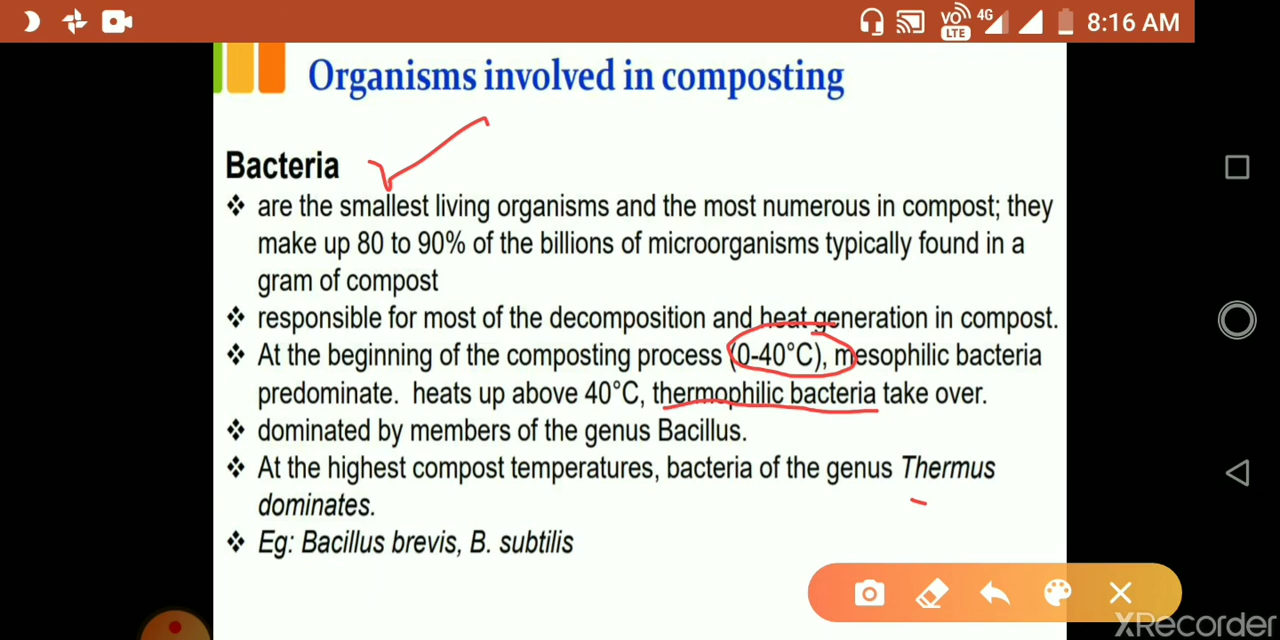 VO LTE 4G 8:16 AM
Organisms involved in composting
Bacteria
❖ are the smallest living organisms and the most numerous in compost; they
make up 80 to 90% of the billions of microorganisms typically found in a
gram of compost
❖ responsible for most of the decomposition and heat generation in compost.
❖ At the beginning of the composting process (0-40°C), mesophilic bacteria
predominate. heats up above 40°C, thermophilic bacteria take over.
❖ dominated by members of the genus Bacillus.
❖ At the highest compost temperatures, bacteria of the genus Thermus
dominates.
❖ Eg: Bacillus brevis, B. subtilis
XRecorder